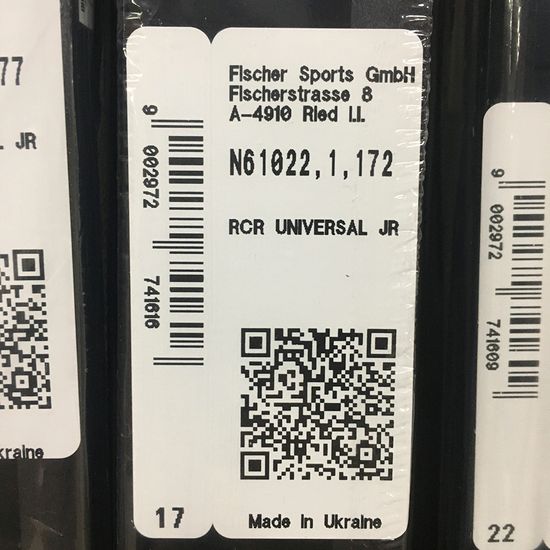 77
JR
kraine
9 002972 741616
17
Fischer Sports GmbH
Fischerstrasse 8
A-4910 Ried I.I.
N61022,1,172
RCR UNIVERSAL JR
Made in Ukraine
9 002972 741609
22